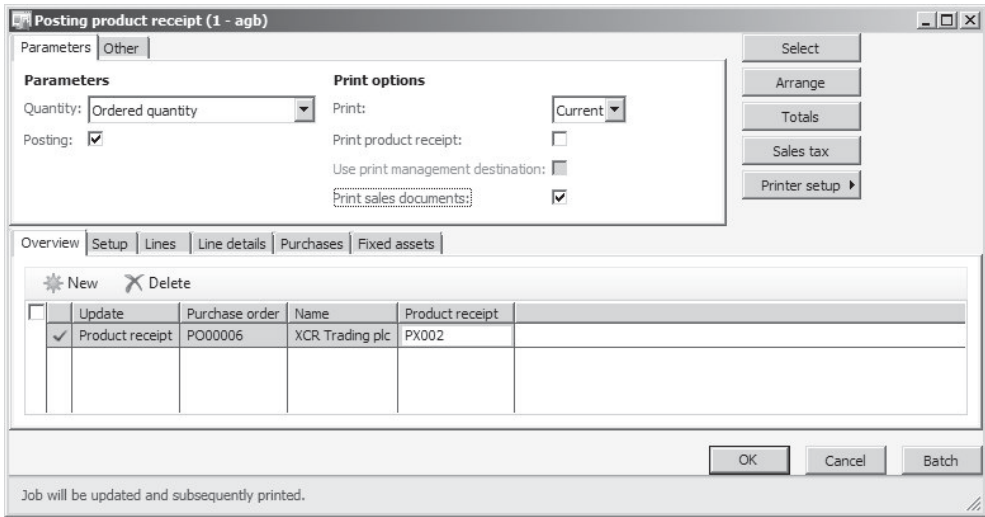 Posting product receipt (1 - agb)
Parameters Other
Parameters
Quantity: Ordered quantity
Posting:
Print options
Print: Current
Print product receipt:
Use print management destination:
Print sales documents:
Select
Arrange
Totals
Sales tax
Printer setup
Overview Setup Lines Line details Purchases Fixed assets
New Delete
Update Purchase order Name Product receipt
Product receipt PO00006 XCR Trading plc PX002
OK Cancel Batch
Job will be updated and subsequently printed.